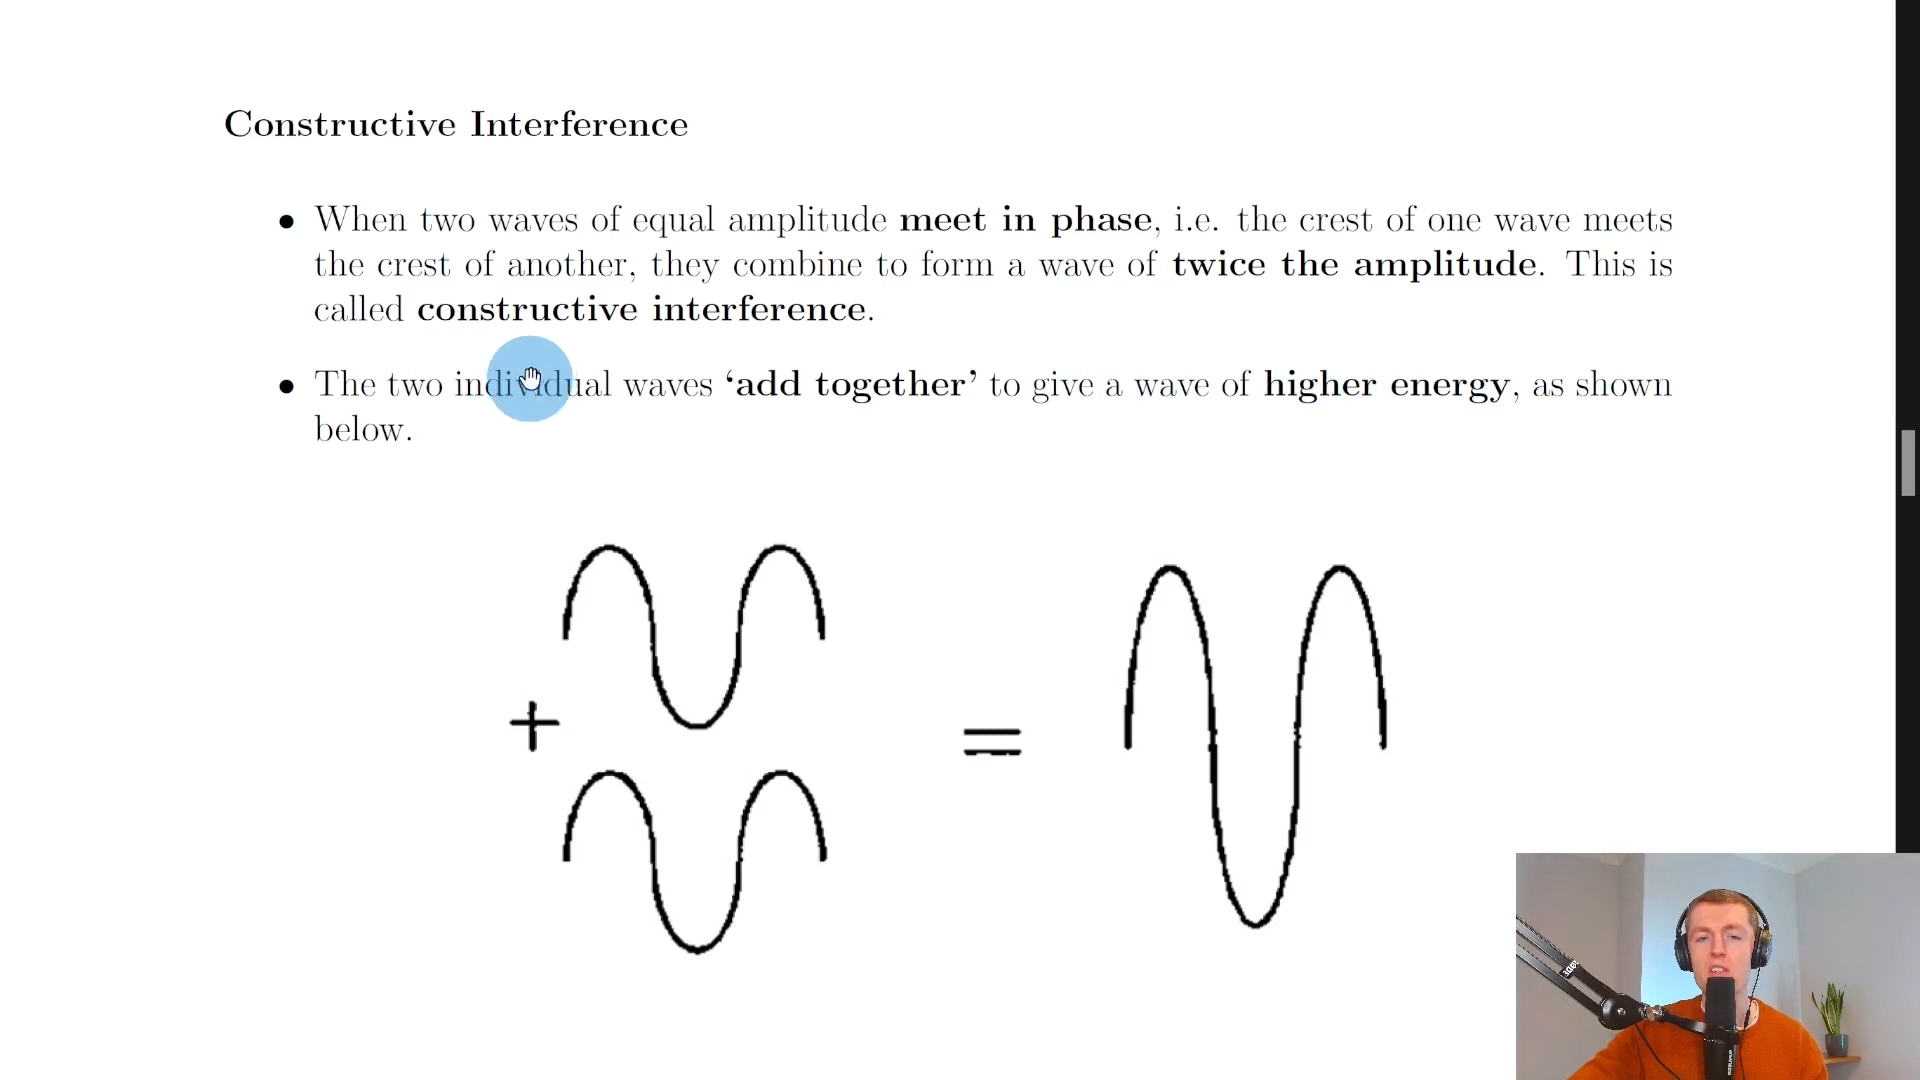 Constructive Interference
• When two waves of equal amplitude meet in phase, i.e. the crest of one wave meets
the crest of another, they combine to form a wave of twice the amplitude. This is
called constructive interference.
• The two individual waves ‘add together’ to give a wave of higher energy, as shown
below.
+
=